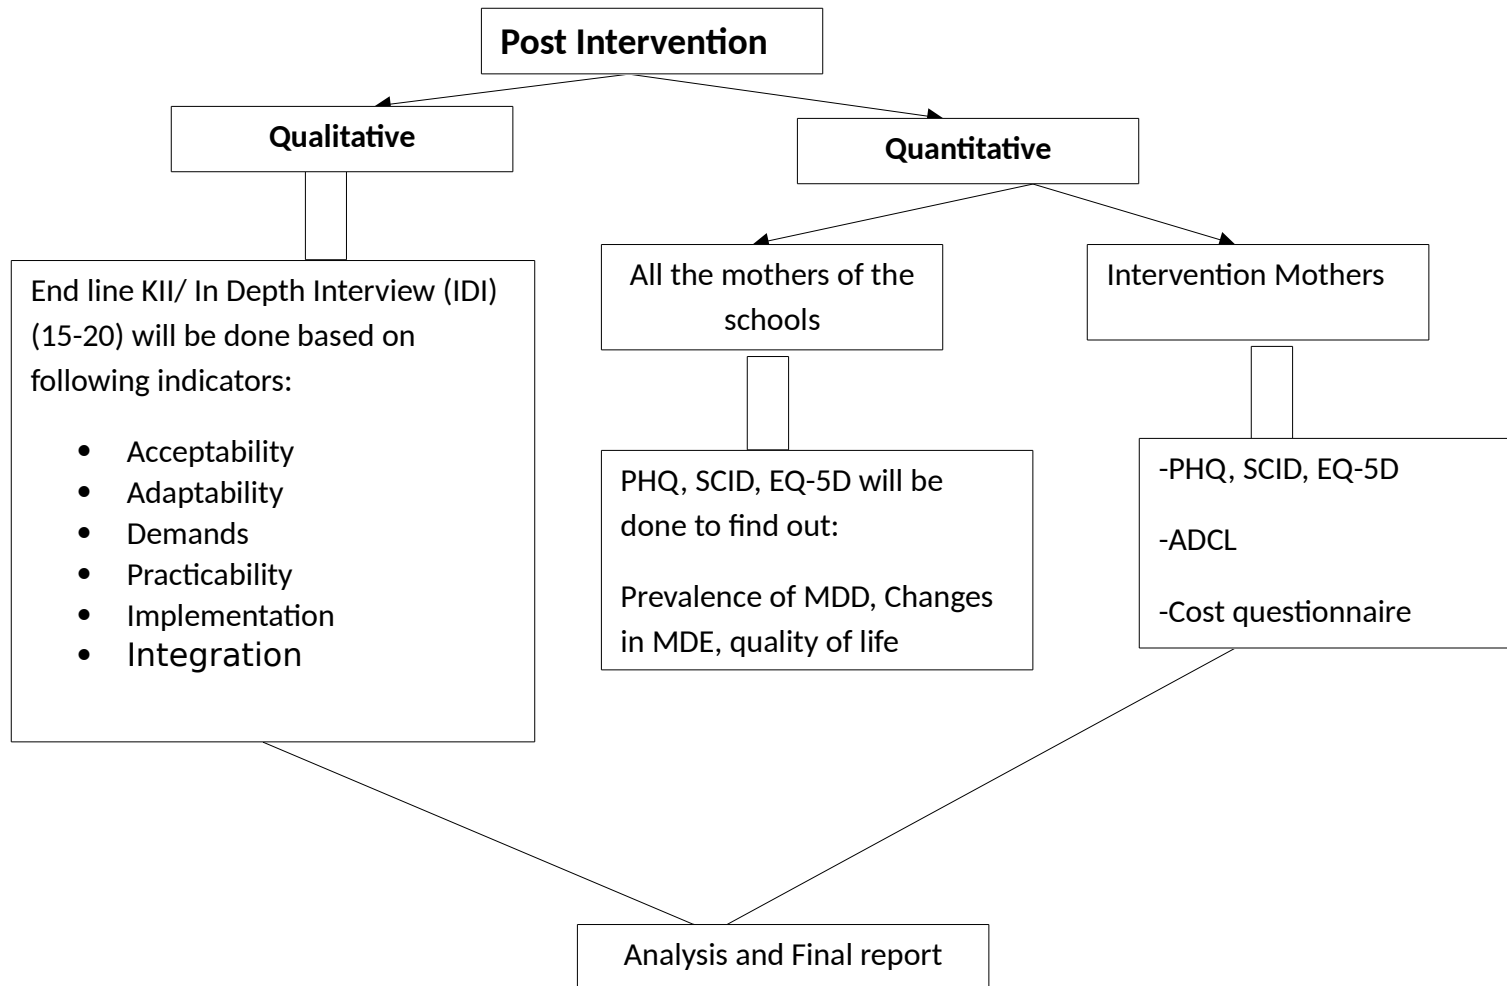 Post Intervention
Qualitative
Quantitative
End line KII/ In Depth Interview (IDI)
(15-20) will be done based on
following indicators:
• Acceptability
• Adaptability
• Demands
• Practicability
• Implementation
• Integration
All the mothers of the
schools
Intervention Mothers
PHQ, SCID, EQ-5D will be
done to find out:
Prevalence of MDD, Changes
in MDE, quality of life
-PHQ, SCID, EQ-5D
-ADCL
-Cost questionnaire
Analysis and Final report